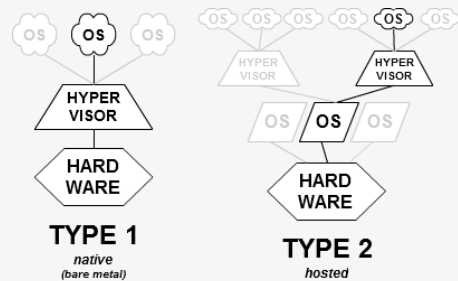 OS OS OS
HYPER
VISOR
HARD
WARE
TYPE 1
native
(bare metal)
OS OS OS OS OS OS
HYPER
VISOR
HYPER
VISOR
OS OS OS
HARD
WARE
TYPE 2
hosted